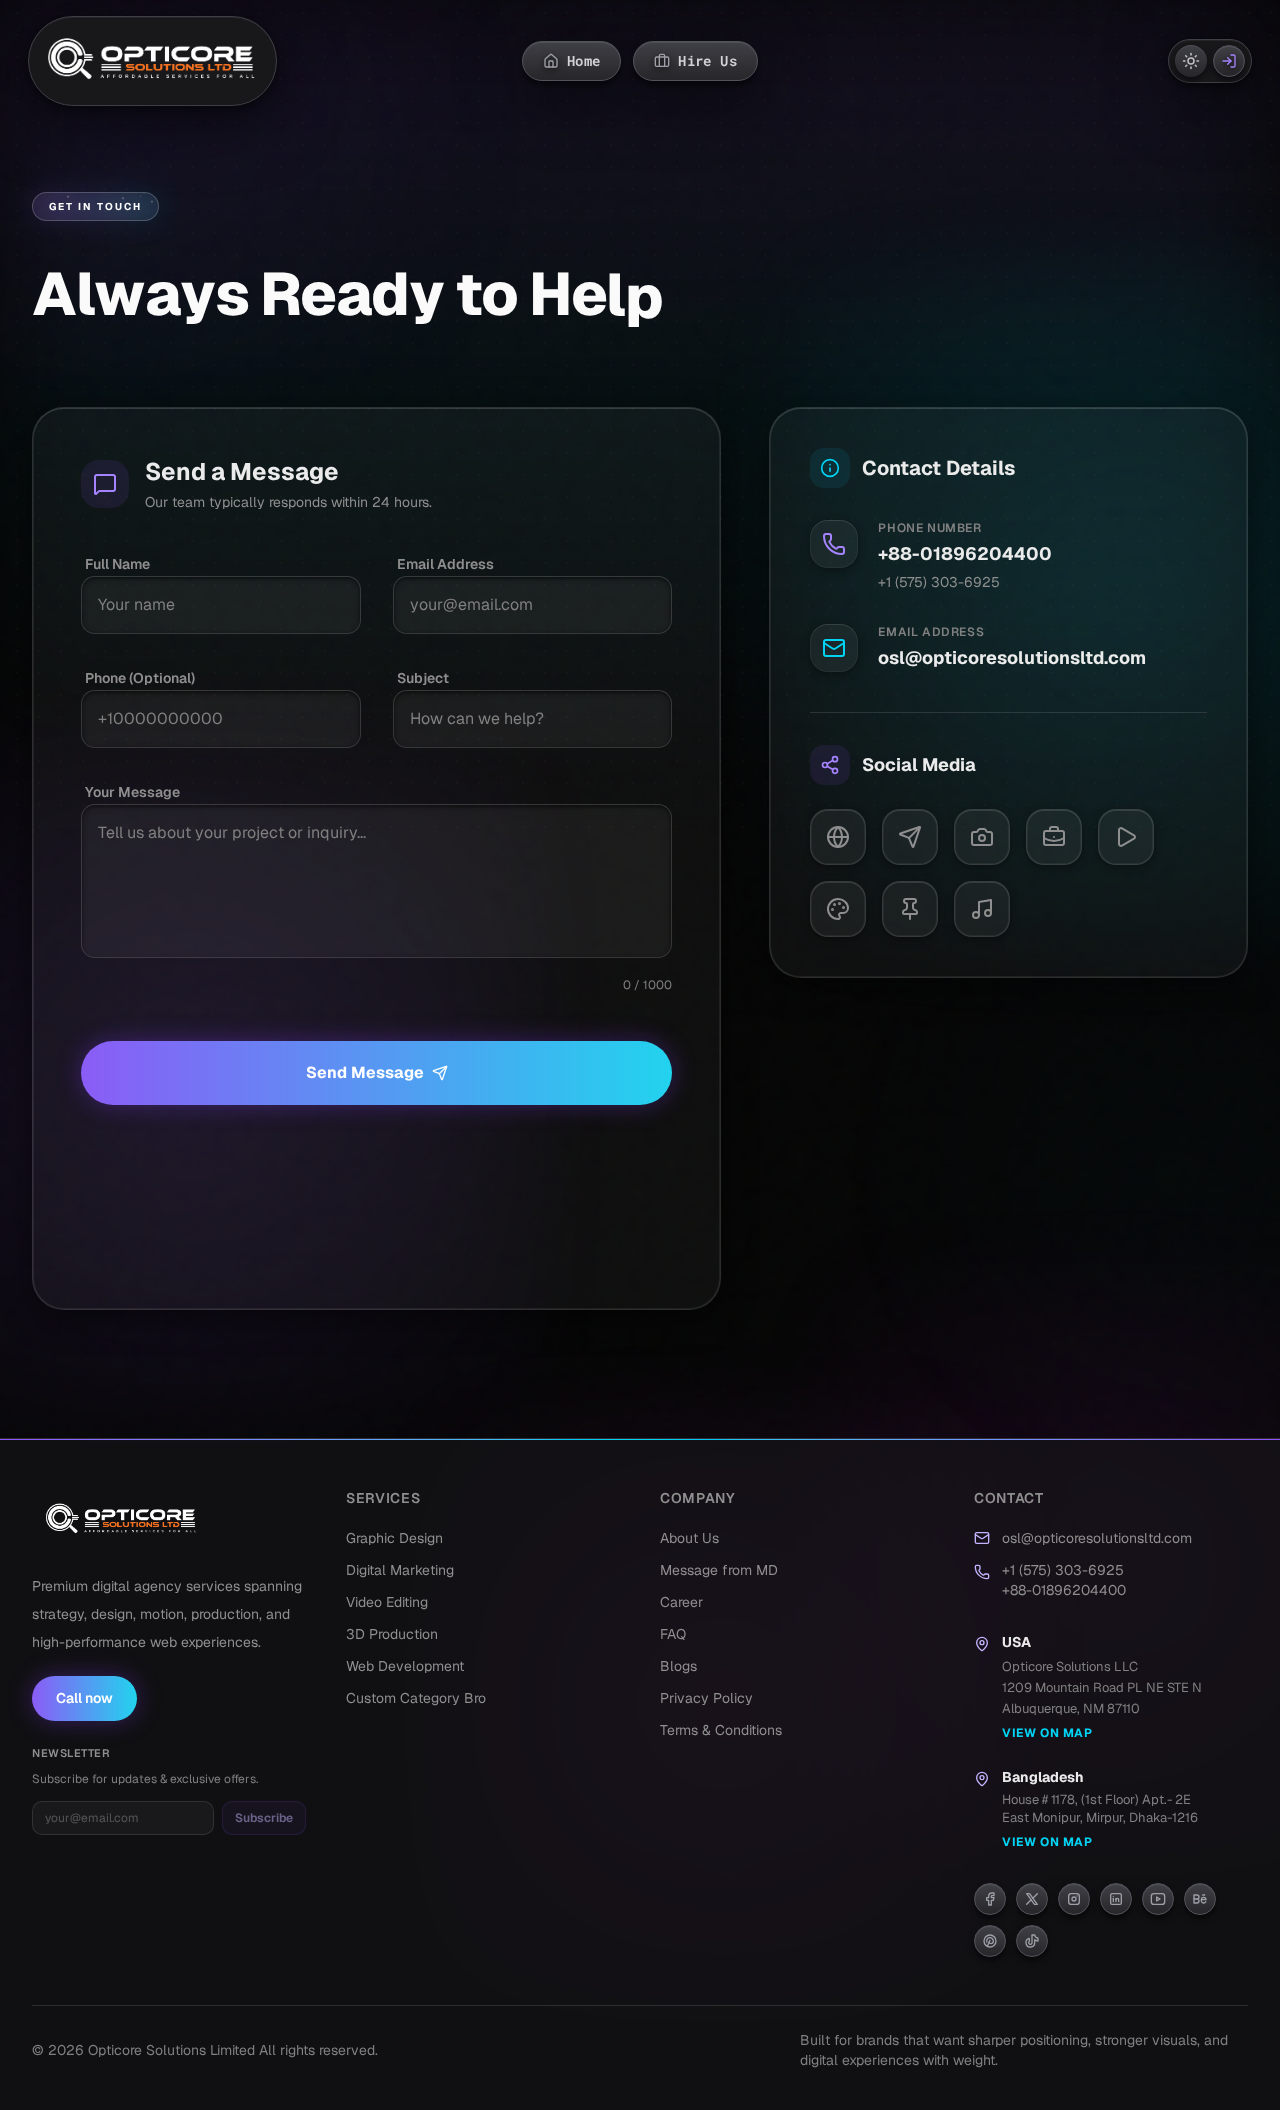 OPTICORE
SOLUTIONS LTD
AFFORDABLE SERVICES FOR ALL
Home
Hire Us
GET IN TOUCH
Always Ready to Help
Send a Message
Our team typically responds within 24 hours.
Full Name
Email Address
Your name
your@email.com
Phone (Optional)
Subject
+10000000000
How can we help?
Your Message
Tell us about your project or inquiry...
0 / 1000
Send Message
Contact Details
PHONE NUMBER
+88-01896204400
+1 (575) 303-6925
EMAIL ADDRESS
osl@opticoresolutionsltd.com
Social Media
OPTICORE
SOLUTIONS LTD
AFFORDABLE SERVICES FOR ALL
Premium digital agency services spanning
strategy, design, motion, production, and
high-performance web experiences.
Call now
NEWSLETTER
Subscribe for updates & exclusive offers.
your@email.com
Subscribe
SERVICES
Graphic Design
Digital Marketing
Video Editing
3D Production
Web Development
Custom Category Bro
COMPANY
About Us
Message from MD
Career
FAQ
Blogs
Privacy Policy
Terms & Conditions
CONTACT
osl@opticoresolutionsltd.com
+1 (575) 303-6925
+88-01896204400
USA
Opticore Solutions LLC
1209 Mountain Road PL NE STE N
Albuquerque, NM 87110
VIEW ON MAP
Bangladesh
House # 1178, (1st Floor) Apt.- 2E
East Monipur, Mirpur, Dhaka-1216
VIEW ON MAP
© 2026 Opticore Solutions Limited All rights reserved.
Built for brands that want sharper positioning, stronger visuals, and
digital experiences with weight.